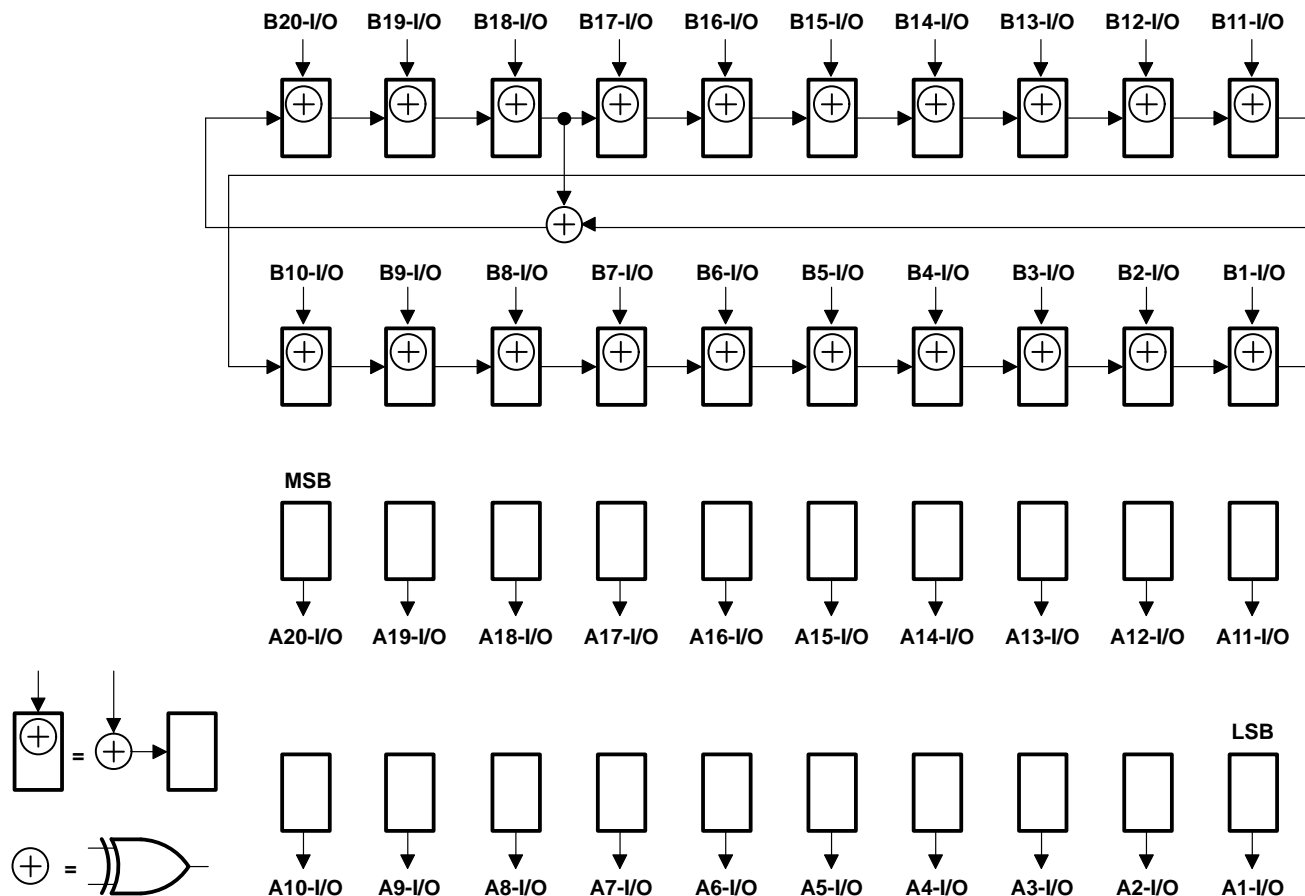 B20-I/O B19-I/O B18-I/O B17-I/O B16-I/O B15-I/O B14-I/O B13-I/O B12-I/O B11-I/O
B10-I/O B9-I/O B8-I/O B7-I/O B6-I/O B5-I/O B4-I/O B3-I/O B2-I/O B1-I/O
MSB
A20-I/O A19-I/O A18-I/O A17-I/O A16-I/O A15-I/O A14-I/O A13-I/O A12-I/O A11-I/O
LSB
=
=
A10-I/O A9-I/O A8-I/O A7-I/O A6-I/O A5-I/O A4-I/O A3-I/O A2-I/O A1-I/O